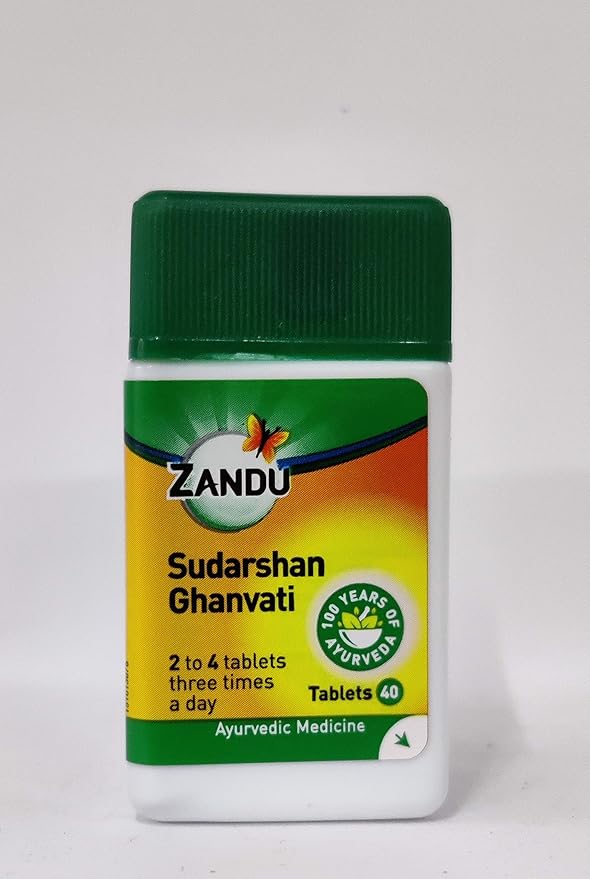 ZANDU
Sudarshan
Ghanvati
100 YEARS OF
AYURVEDA
2 to 4 tablets
three times
a day
Tablets 40
Ayurvedic Medicine